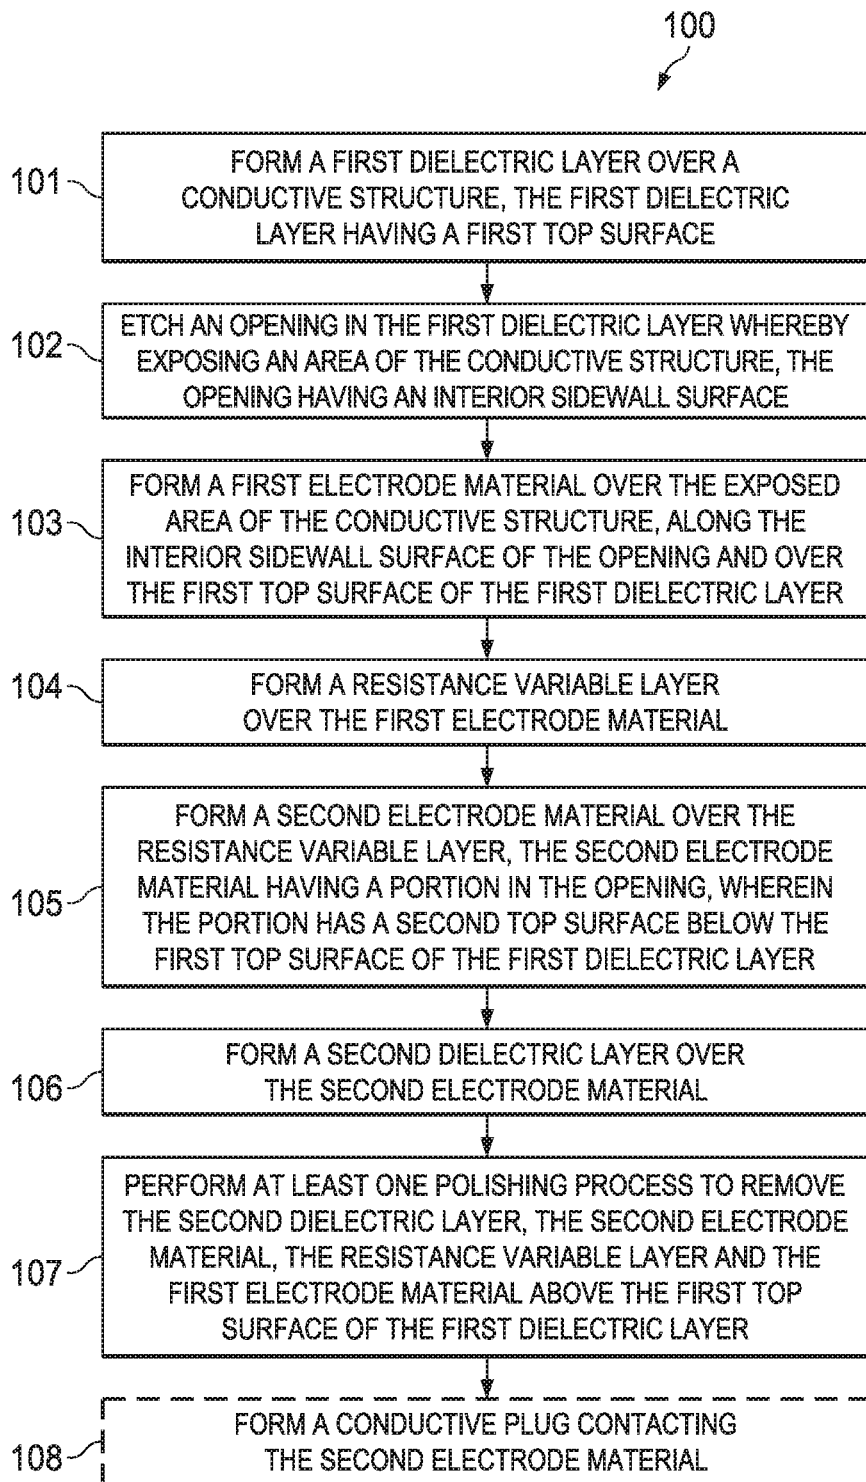 100
101
FORM A FIRST DIELECTRIC LAYER OVER A
CONDUCTIVE STRUCTURE, THE FIRST DIELECTRIC
LAYER HAVING A FIRST TOP SURFACE
102
ETCH AN OPENING IN THE FIRST DIELECTRIC LAYER WHEREBY
EXPOSING AN AREA OF THE CONDUCTIVE STRUCTURE, THE
OPENING HAVING AN INTERIOR SIDEWALL SURFACE
103
FORM A FIRST ELECTRODE MATERIAL OVER THE EXPOSED
AREA OF THE CONDUCTIVE STRUCTURE, ALONG THE
INTERIOR SIDEWALL SURFACE OF THE OPENING AND OVER
THE FIRST TOP SURFACE OF THE FIRST DIELECTRIC LAYER
104
FORM A RESISTANCE VARIABLE LAYER
OVER THE FIRST ELECTRODE MATERIAL
105
FORM A SECOND ELECTRODE MATERIAL OVER THE
RESISTANCE VARIABLE LAYER, THE SECOND ELECTRODE
MATERIAL HAVING A PORTION IN THE OPENING, WHEREIN
THE PORTION HAS A SECOND TOP SURFACE BELOW THE
FIRST TOP SURFACE OF THE FIRST DIELECTRIC LAYER
106
FORM A SECOND DIELECTRIC LAYER OVER
THE SECOND ELECTRODE MATERIAL
107
PERFORM AT LEAST ONE POLISHING PROCESS TO REMOVE
THE SECOND DIELECTRIC LAYER, THE SECOND ELECTRODE
MATERIAL, THE RESISTANCE VARIABLE LAYER AND THE
FIRST ELECTRODE MATERIAL ABOVE THE FIRST TOP
SURFACE OF THE FIRST DIELECTRIC LAYER
108
FORM A CONDUCTIVE PLUG CONTACTING
THE SECOND ELECTRODE MATERIAL